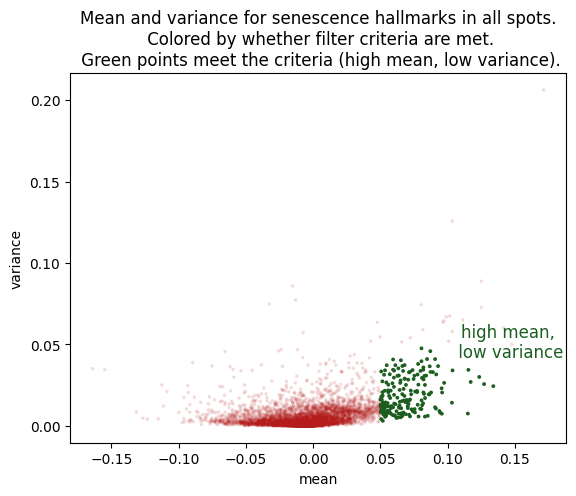 Mean and variance for senescence hallmarks in all spots.
Colored by whether filter criteria are met.
Green points meet the criteria (high mean, low variance).
0.20
0.15
0.10
0.05
0.00
variance
high mean,
low variance
−0.15
−0.10
−0.05
0.00
0.05
0.10
0.15
mean